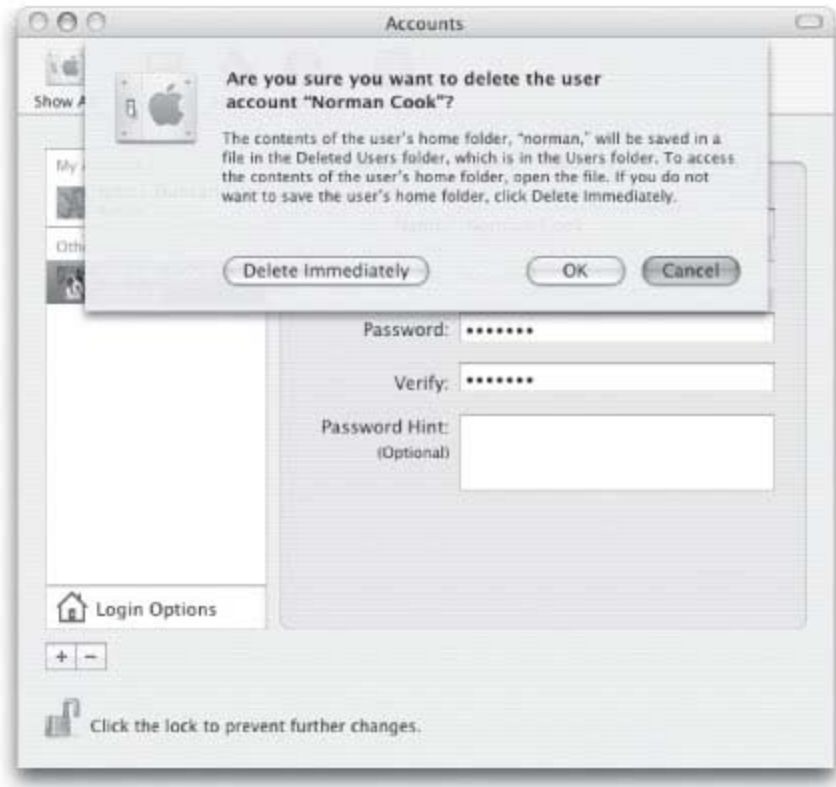 Accounts
Show A
Are you sure you want to delete the user
account “Norman Cook”?
The contents of the user's home folder, “norman,” will be saved in a
file in the Deleted Users folder, which is in the Users folder. To access
the contents of the user's home folder, open the file. If you do not
want to save the user's home folder, click Delete Immediately.
Delete Immediately
OK
Cancel
My
Othe
Password:
Verify:
Password Hint:
(Optional)
Login Options
+ −
Click the lock to prevent further changes.